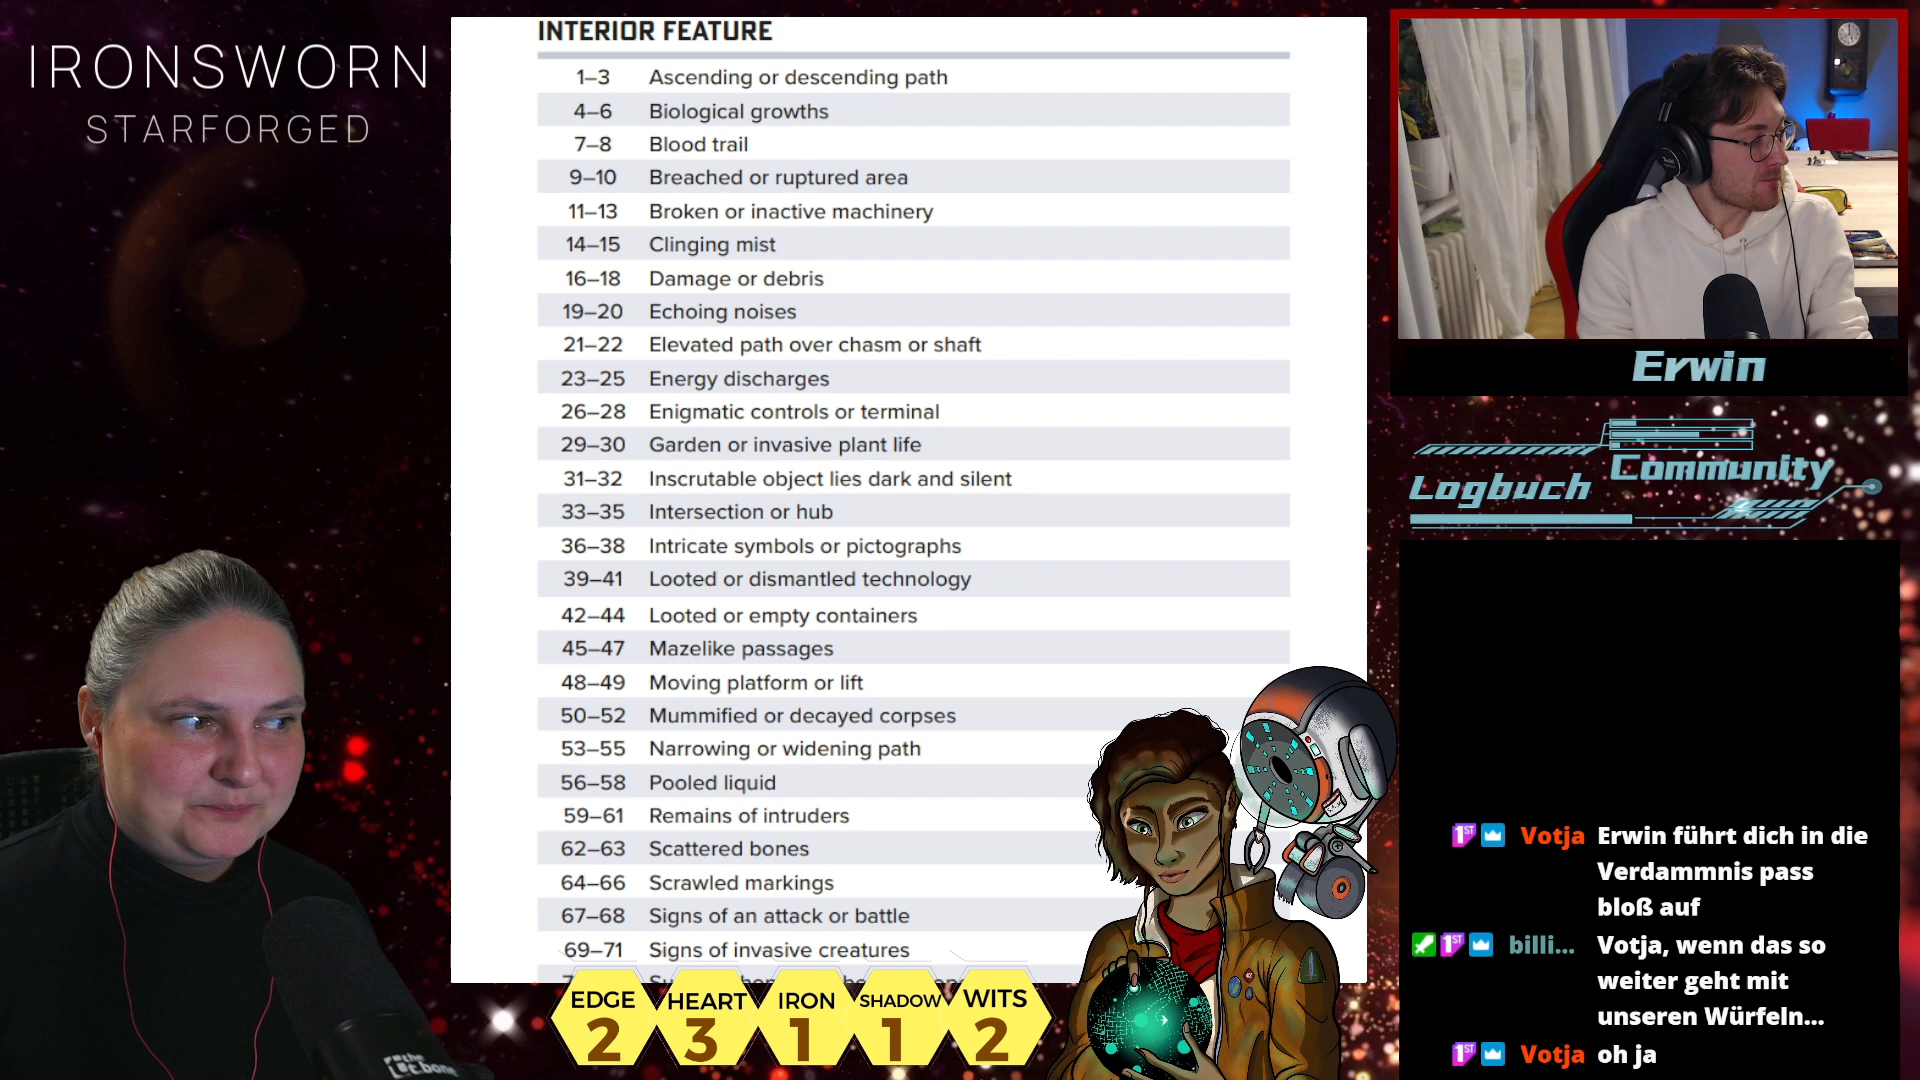 IRONSWORN
STARFORGED
INTERIOR FEATURE
1–3 Ascending or descending path
4–6 Biological growths
7–8 Blood trail
9–10 Breached or ruptured area
11–13 Broken or inactive machinery
14–15 Clinging mist
16–18 Damage or debris
19–20 Echoing noises
21–22 Elevated path over chasm or shaft
23–25 Energy discharges
26–28 Enigmatic controls or terminal
29–30 Garden or invasive plant life
31–32 Inscrutable object lies dark and silent
33–35 Intersection or hub
36–38 Intricate symbols or pictographs
39–41 Looted or dismantled technology
42–44 Looted or empty containers
45–47 Mazelike passages
48–49 Moving platform or lift
50–52 Mummified or decayed corpses
53–55 Narrowing or widening path
56–58 Pooled liquid
59–61 Remains of intruders
62–63 Scattered bones
64–66 Scrawled markings
67–68 Signs of an attack or battle
69–71 Signs of invasive creatures
EDGE
2
HEART
3
IRON
1
SHADOW
1
WITS
2
Erwin
Logbuch
Community
1ST Votja Erwin führt dich in die
Verdammnis pass
bloß auf
1ST billi... Votja, wenn das so
weiter geht mit
unseren Würfeln...
1ST Votja oh ja
the
bone